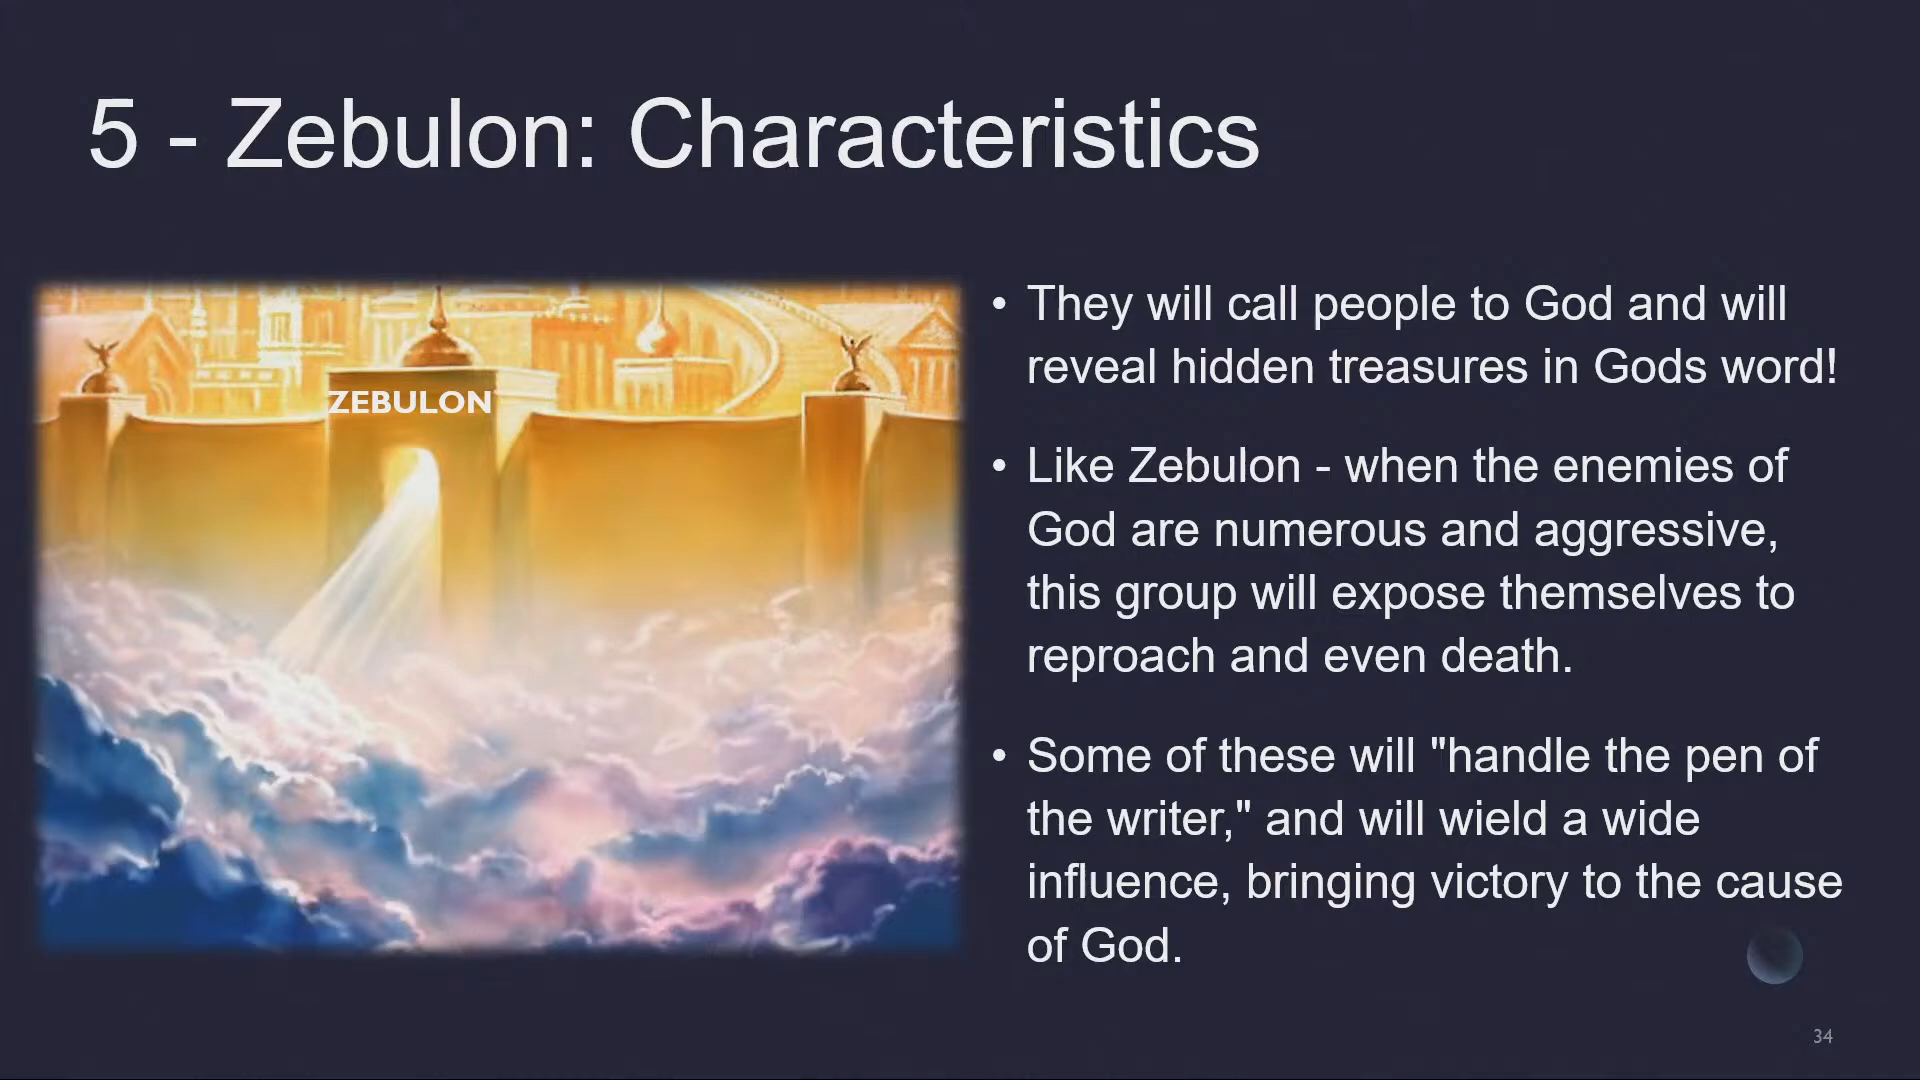 5 - Zebulon: Characteristics
ZEBULON
• They will call people to God and will
reveal hidden treasures in Gods word!
• Like Zebulon - when the enemies of
God are numerous and aggressive,
this group will expose themselves to
reproach and even death.
• Some of these will "handle the pen of
the writer," and will wield a wide
influence, bringing victory to the cause
of God.
34